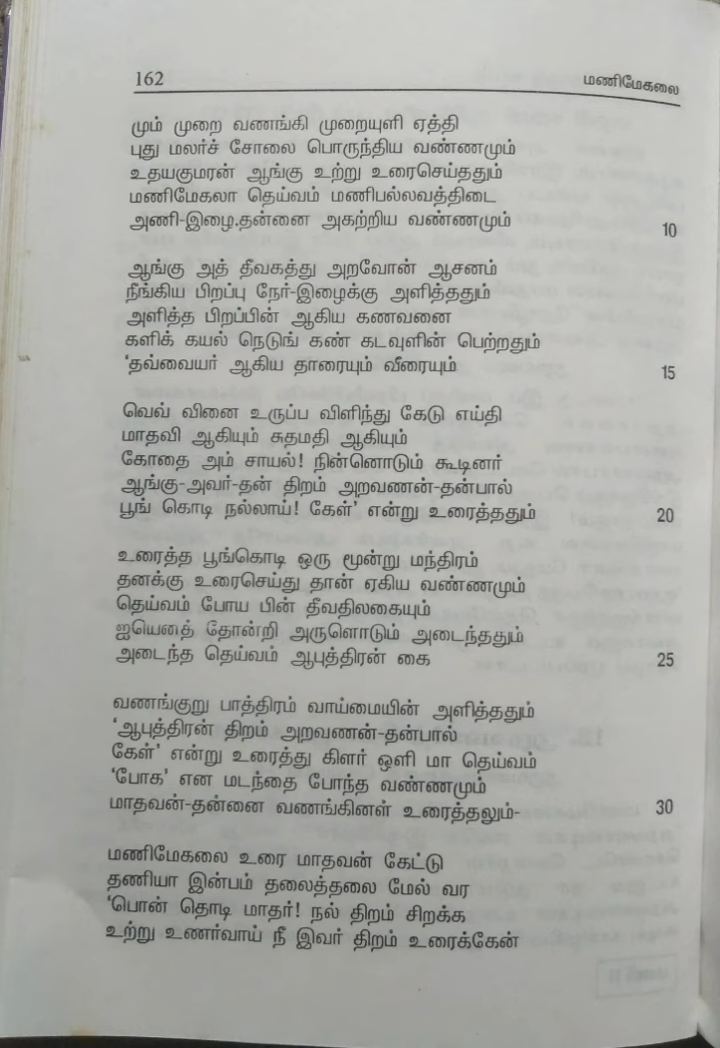 162
மணிமேகலை
மும் முறை வணங்கி முறையுளி ஏத்தி
புது மலர்ச் சோலை பொருந்திய வண்ணமும்
உதயகுமரன் ஆங்கு உற்று உரைசெய்ததும்
மணிமேகலா தெய்வம் மணிபல்லவத்திடை
அணி-இழை.தன்னை அகற்றிய வண்ணமும் 10
ஆங்கு அத் தீவகத்து அறவோன் ஆசனம்
நீங்கிய பிறப்பு நேர்-இழைக்கு அளித்ததும்
அளித்த பிறப்பின் ஆகிய கணவனை
களிக் கயல் நெடுங் கண் கடவுளின் பெற்றதும்
'தவ்வையர் ஆகிய தாரையும் வீரையும் 15
வெவ் வினை உருப்ப விளிந்து கேடு எய்தி
மாதவி ஆகியும் சுதமதி ஆகியும்
கோதை அம் சாயல்! நின்னொடும் கூடினர்
ஆங்கு-அவர்-தன் திறம் அறவணன்-தன்பால்
பூங் கொடி நல்லாய்! கேள்' என்று உரைத்ததும் 20
உரைத்த பூங்கொடி ஒரு மூன்று மந்திரம்
தனக்கு உரைசெய்து தான் ஏகிய வண்ணமும்
தெய்வம் போய பின் தீவதிலகையும்
ஐயெனத் தோன்றி அருளொடும் அடைந்ததும்
அடைந்த தெய்வம் ஆபுத்திரன் கை 25
வணங்குறு பாத்திரம் வாய்மையின் அளித்ததும்
'ஆபுத்திரன் திறம் அறவணன்-தன்பால்
கேள்' என்று உரைத்து கிளர் ஒளி மா தெய்வம்
'போக' என மடந்தை போந்த வண்ணமும்
மாதவன்-தன்னை வணங்கினள் உரைத்தலும்- 30
மணிமேகலை உரை மாதவன் கேட்டு
தணியா இன்பம் தலைத்தலை மேல் வர
'பொன் தொடி மாதர்! நல் திறம் சிறக்க
உற்று உணர்வாய் நீ இவர் திறம் உரைக்கேன்